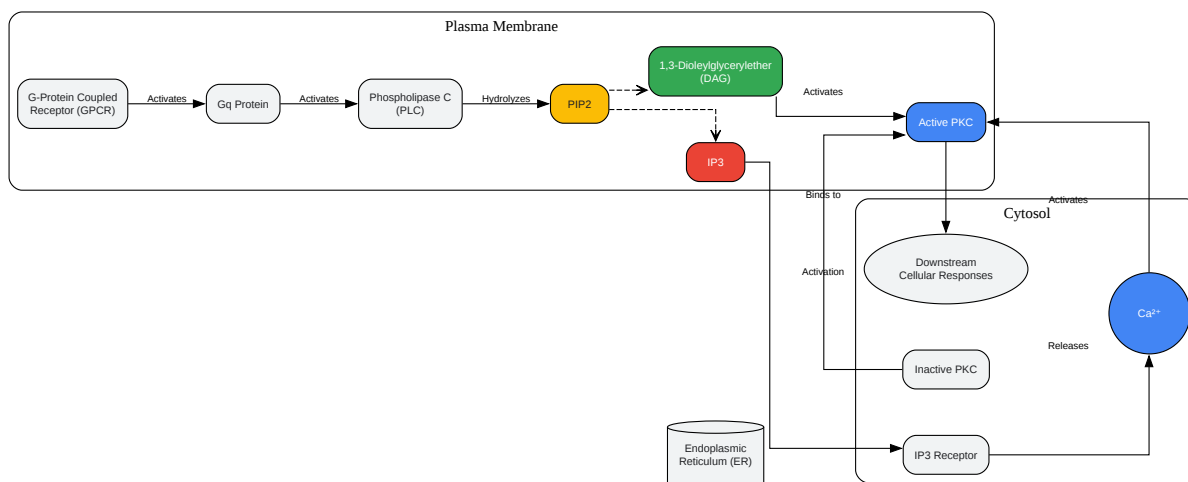 Plasma Membrane
G-Protein Coupled
Receptor (GPCR)
Activates
Gq Protein
Activates
Phospholipase C
(PLC)
Hydrolyzes
PIP2
1,3-Dioleylglycerylether
(DAG)
Activates
Active PKC
IP3
Binds to
Activates
Cytosol
Downstream
Cellular Responses
Activation
Ca²⁺
Releases
Inactive PKC
Endoplasmic
Reticulum (ER)
IP3 Receptor